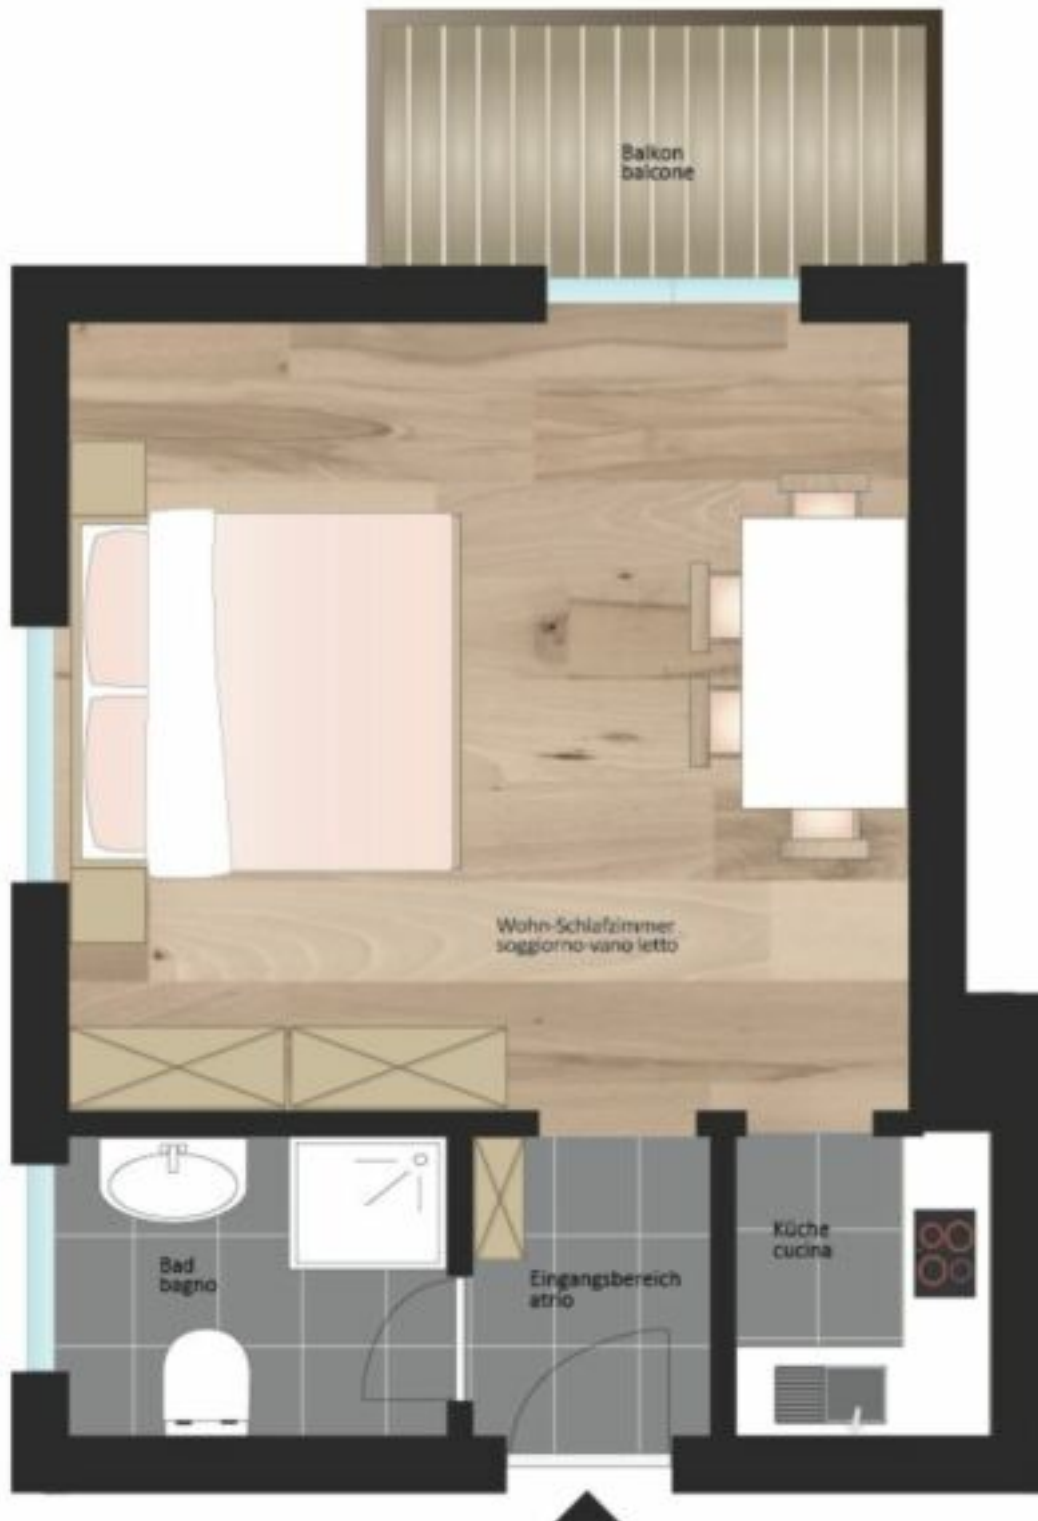 Balkon
balcone
Wohn-Schlafzimmer
soggiorno-vano letto
Bad
bagno
Eingangsbereich
atrio
Küche
cucina